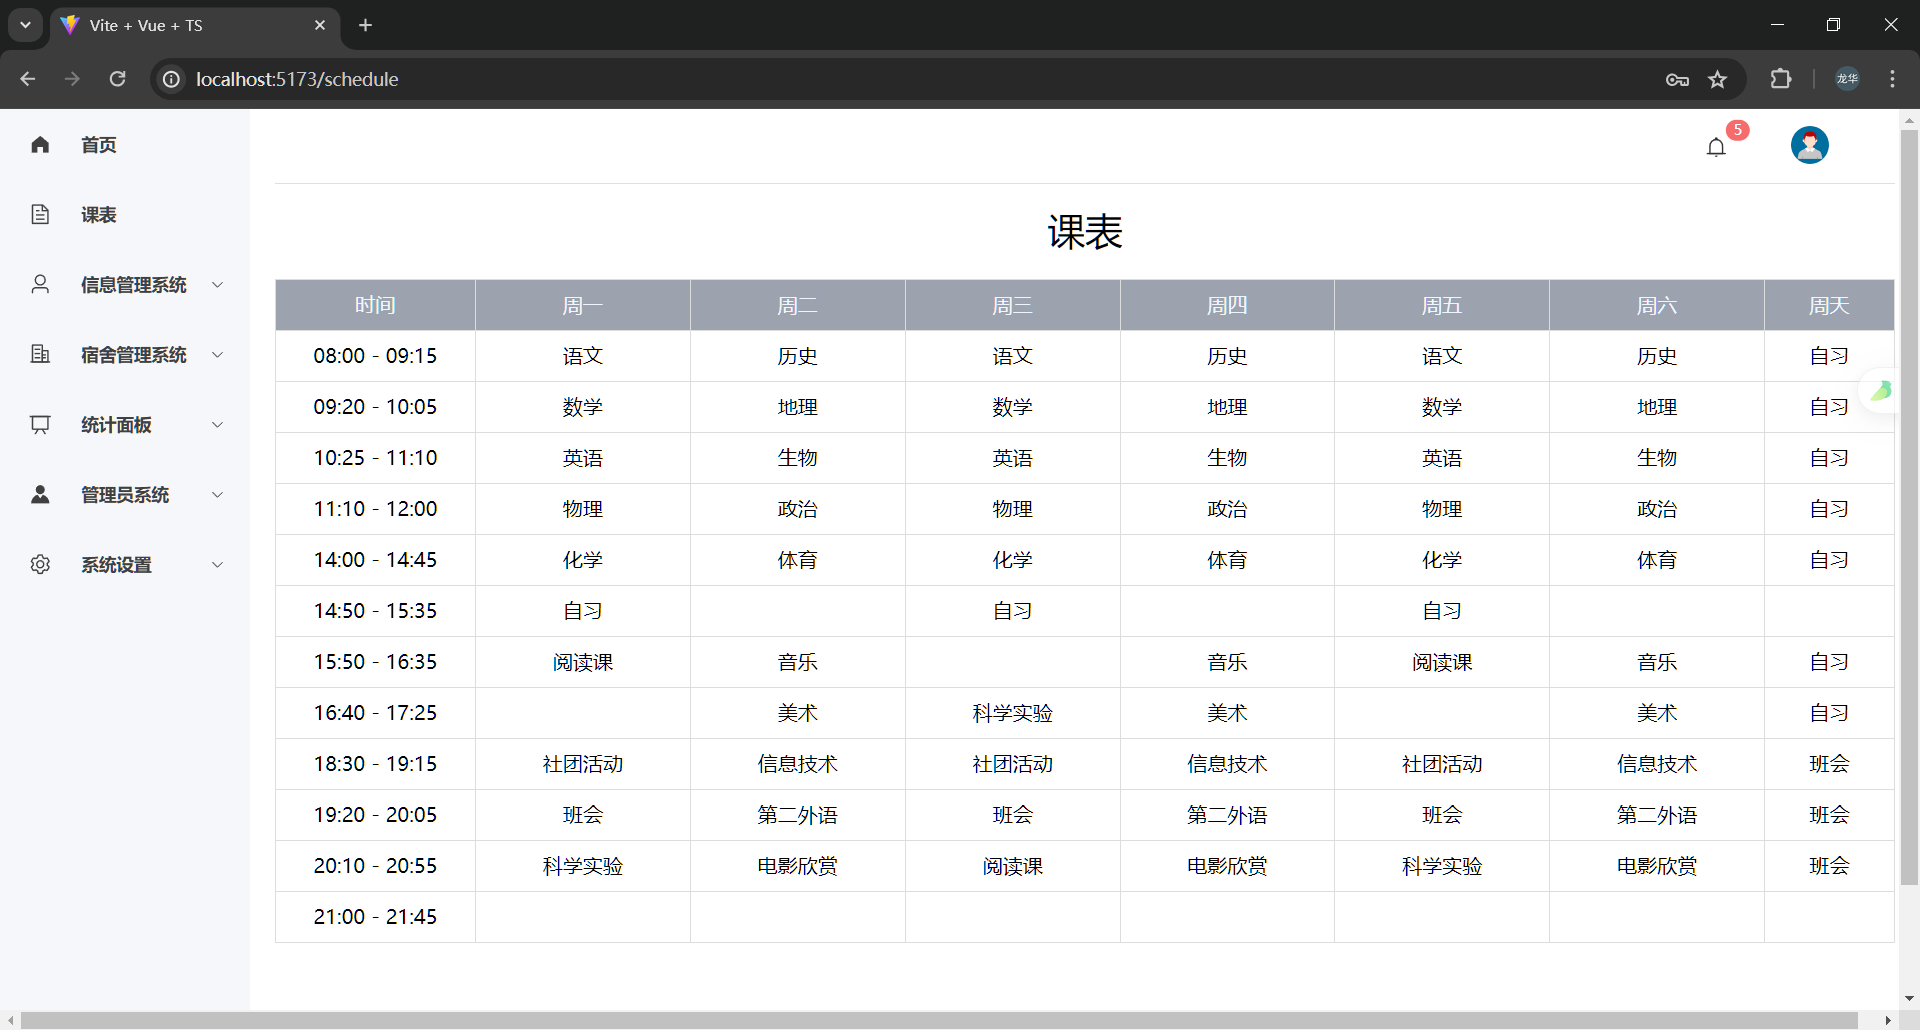 Vite + Vue + TS
localhost:5173/schedule
龙华
首页
课表
信息管理系统
宿舍管理系统
统计面板
管理员系统
系统设置
5
课表
时间 周一 周二 周三 周四 周五 周六 周天
08:00 - 09:15 语文 历史 语文 历史 语文 历史 自习
09:20 - 10:05 数学 地理 数学 地理 数学 地理 自习
10:25 - 11:10 英语 生物 英语 生物 英语 生物 自习
11:10 - 12:00 物理 政治 物理 政治 物理 政治 自习
14:00 - 14:45 化学 体育 化学 体育 化学 体育 自习
14:50 - 15:35 自习 自习 自习
15:50 - 16:35 阅读课 音乐 音乐 阅读课 音乐 自习
16:40 - 17:25 美术 科学实验 美术 美术 自习
18:30 - 19:15 社团活动 信息技术 社团活动 信息技术 社团活动 信息技术 班会
19:20 - 20:05 班会 第二外语 班会 第二外语 班会 第二外语 班会
20:10 - 20:55 科学实验 电影欣赏 阅读课 电影欣赏 科学实验 电影欣赏 班会
21:00 - 21:45